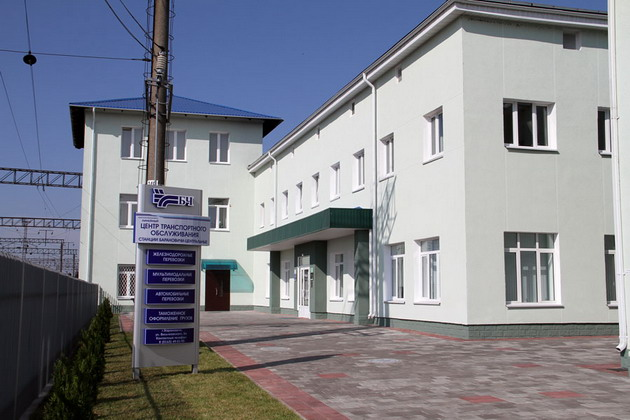 БЧ
ЦЕНТР ТРАНСПОРТНОГО
ОБСЛУЖИВАНИЯ
СТАНЦИИ БАРАНОВИЧИ-ЦЕНТРАЛЬНЫЕ
ЖЕЛЕЗНОДОРОЖНЫЕ
ПЕРЕВОЗКИ
МУЛЬТИМОДАЛЬНЫЕ
ПЕРЕВОЗКИ
АВТОМОБИЛЬНЫЕ
ПЕРЕВОЗКИ
ТАМОЖЕННОЕ
ОФОРМЛЕНИЕ ГРУЗОВ